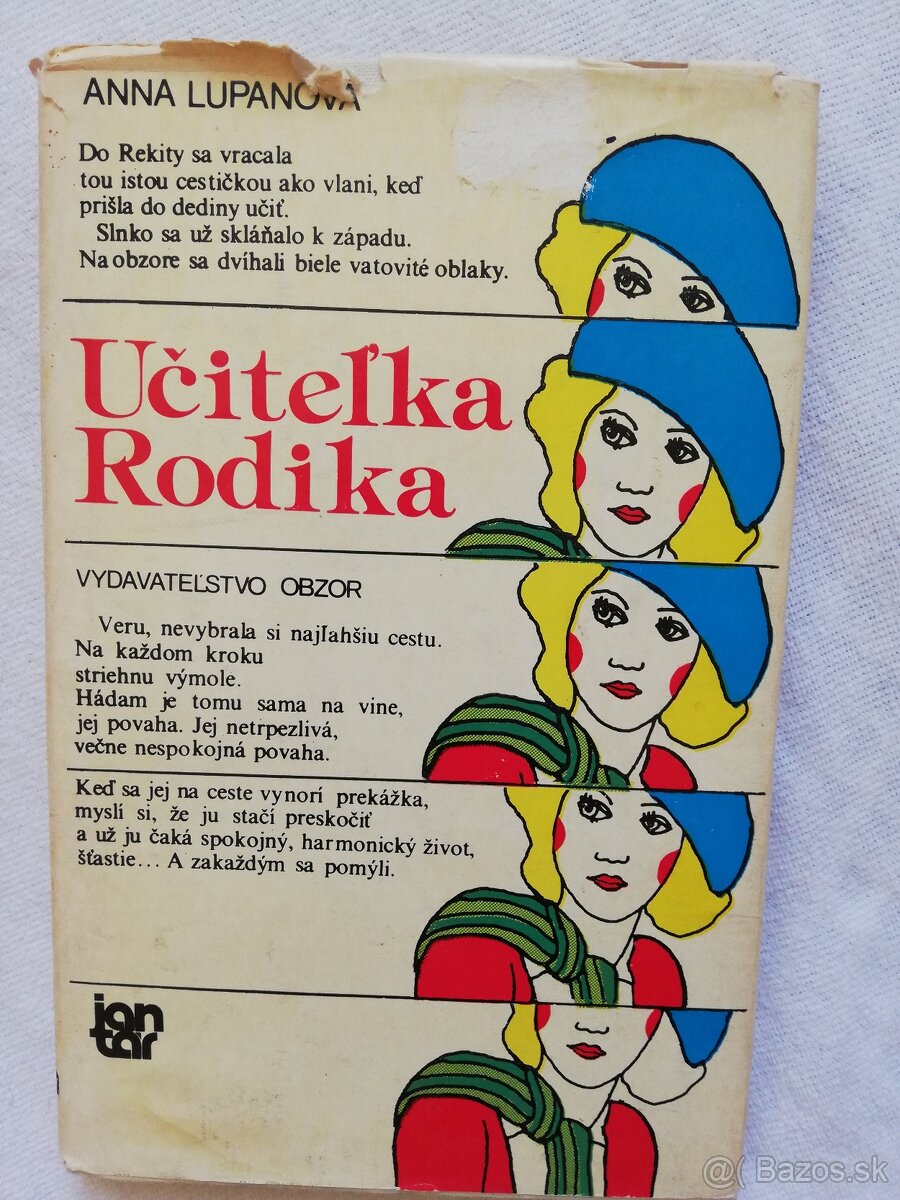 ANNA LUPANOVÁ
Do Rekity sa vracala
tou istou cestičkou ako vlani, keď
prišla do dediny učiť.
Slnko sa už skláňalo k západu.
Na obzore sa dvíhali biele vatovité oblaky.
Učiteľka
Rodika
VYDAVATEĽSTVO OBZOR
Veru, nevybrala si najľahšiu cestu.
Na každom kroku
striehnu výmole.
Hádam je tomu sama na vine,
jej povaha. Jej netrpezlivá,
večne nespokojná povaha.
Keď sa jej na ceste vynorí prekážka,
myslí si, že ju stačí preskočiť
a už ju čaká spokojný, harmonický život,
šťastie... A zakaždým sa pomýli.
jan
tar
@( Bazos.sk